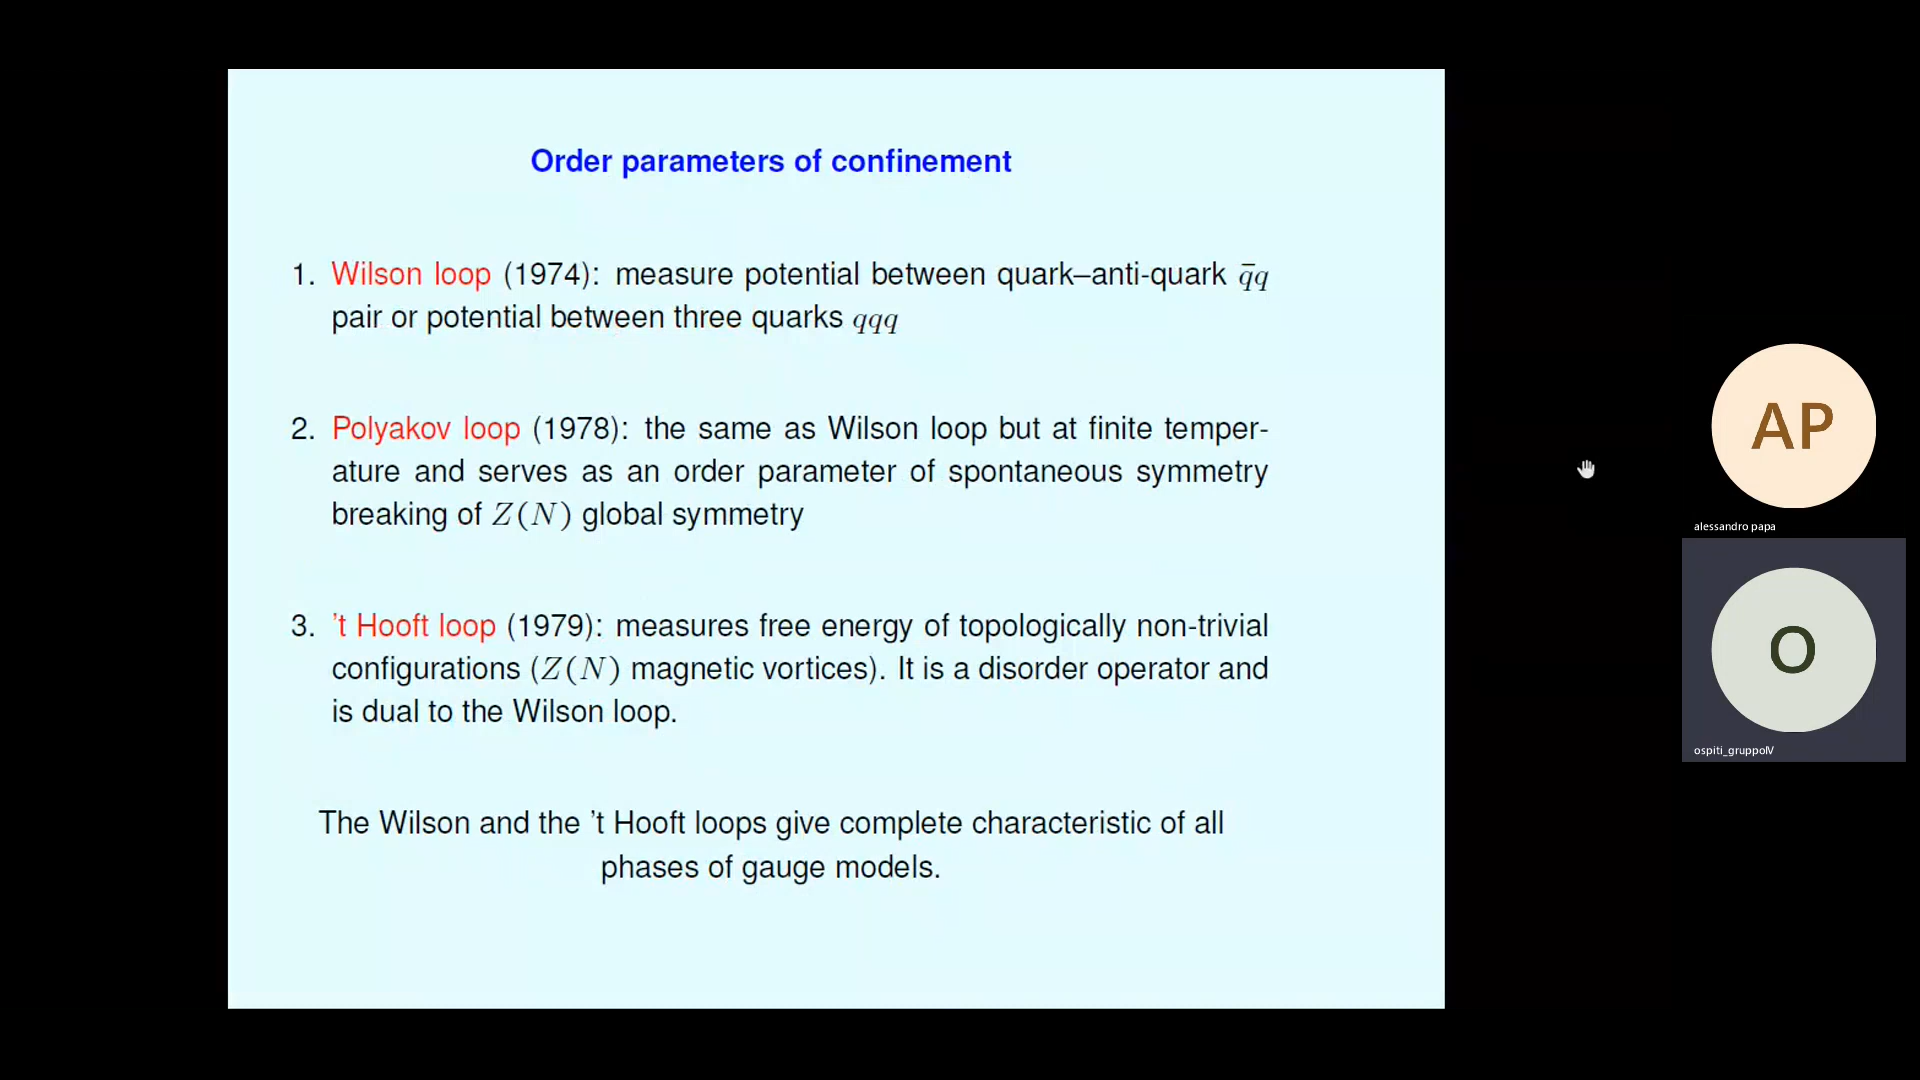 Order parameters of confinement
1. Wilson loop (1974): measure potential between quark–anti-quark q̄q
pair or potential between three quarks qqq
2. Polyakov loop (1978): the same as Wilson loop but at finite temper-
ature and serves as an order parameter of spontaneous symmetry
breaking of Z(N) global symmetry
3. ’t Hooft loop (1979): measures free energy of topologically non-trivial
configurations (Z(N) magnetic vortices). It is a disorder operator and
is dual to the Wilson loop.
The Wilson and the ’t Hooft loops give complete characteristic of all
phases of gauge models.
AP
alessandro papa
O
ospiti_gruppoIV